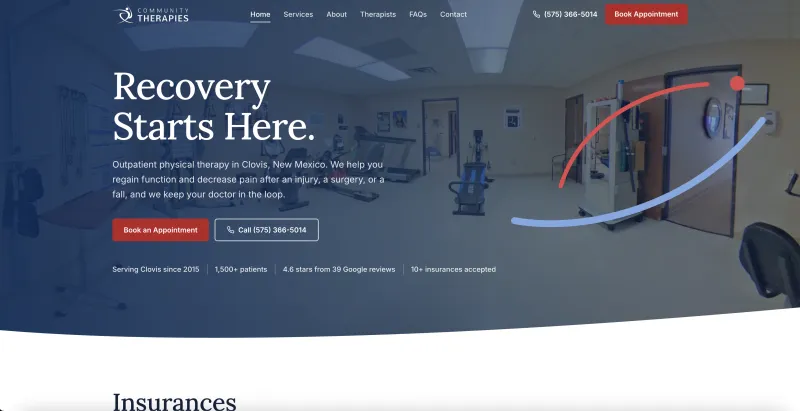 COMMUNITY
THERAPIES
Home Services About Therapists FAQs Contact
(575) 366-5014
Book Appointment
Recovery
Starts Here.
Outpatient physical therapy in Clovis, New Mexico. We help you
regain function and decrease pain after an injury, a surgery, or a
fall, and we keep your doctor in the loop.
Book an Appointment
Call (575) 366-5014
Serving Clovis since 2015
1,500+ patients
4.6 stars from 39 Google reviews
10+ insurances accepted
Insurances